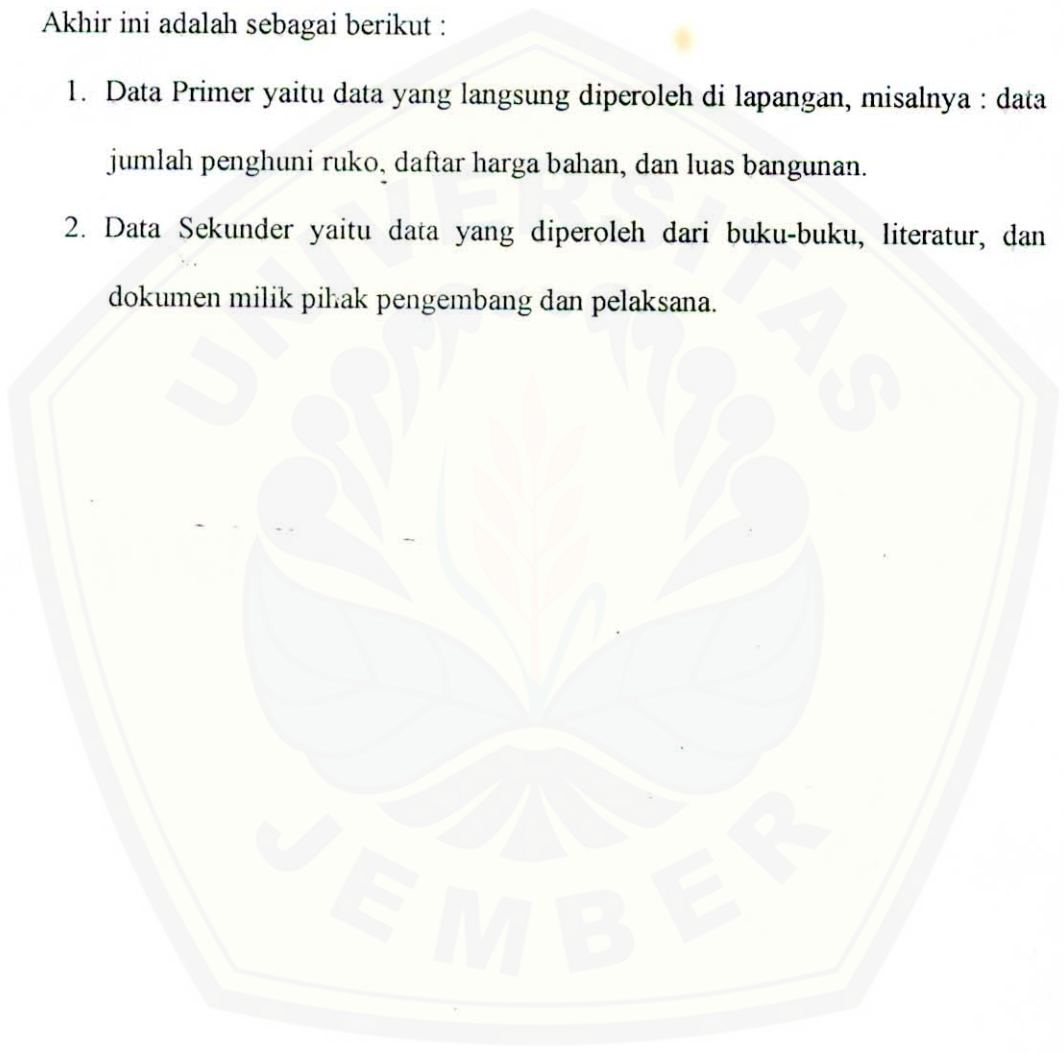 Akhir ini adalah sebagai berikut :
1. Data Primer yaitu data yang langsung diperoleh di lapangan, misalnya : data
jumlah penghuni ruko, daftar harga bahan, dan luas bangunan.
2. Data Sekunder yaitu data yang diperoleh dari buku-buku, literatur, dan
dokumen milik pihak pengembang dan pelaksana.
UNIVERSITAS
JEMBER